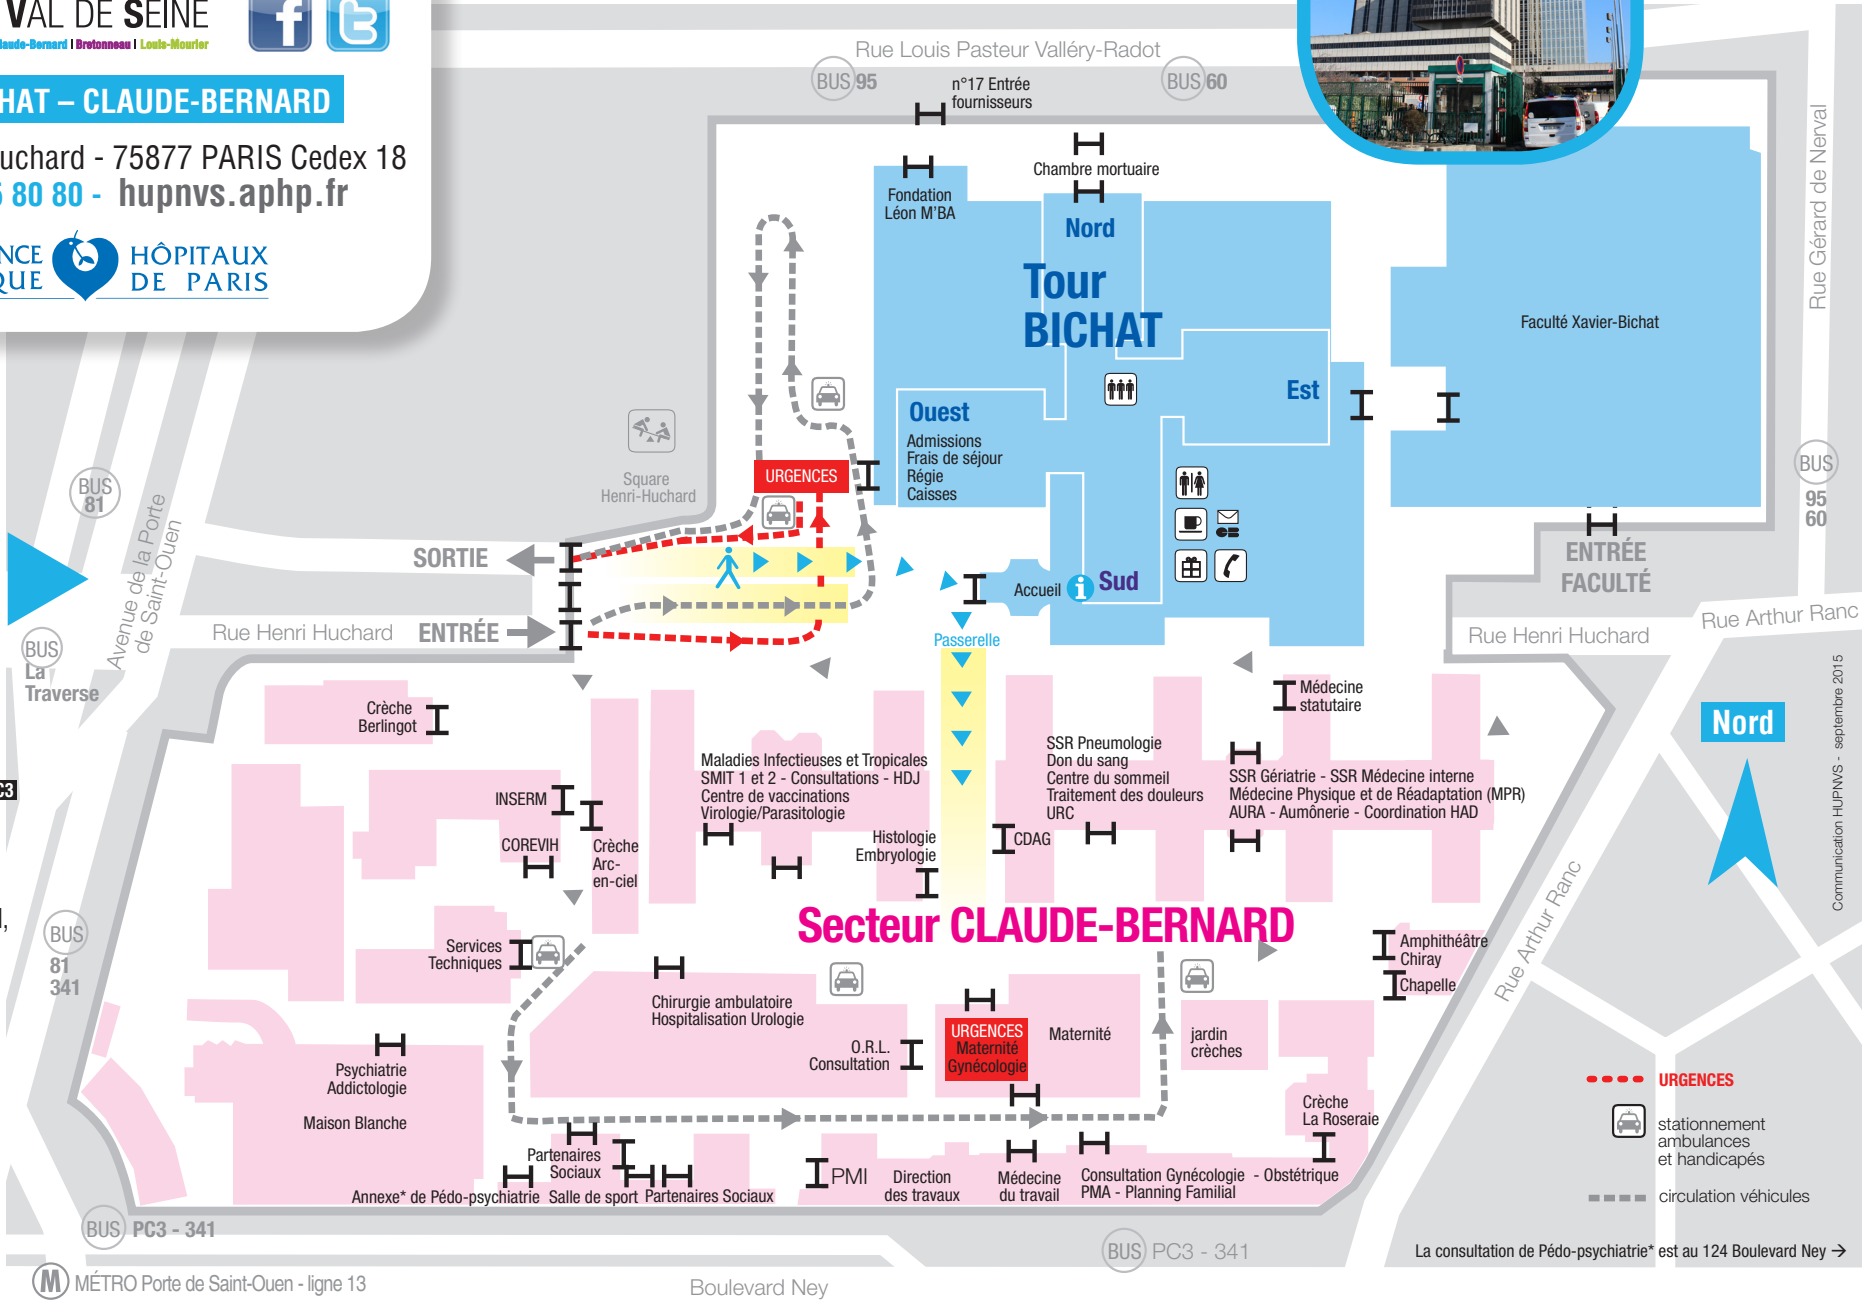 VAL DE SEINE
Claude-Bernard I Bretonneau I Louis-Mourier
HAT – CLAUDE-BERNARD
uchard - 75877 PARIS Cedex 18
80 80 - hupnvs.aphp.fr
HÔPITAUX
DE PARIS
Rue Louis Pasteur Valléry-Radot
BUS 95
BUS 60
n°17 Entrée
fournisseurs
Chambre mortuaire
Fondation
Léon M'BA
Nord
Tour
BICHAT
Est
Ouest
Admissions
Frais de séjour
Régie
Caisses
Faculté Xavier-Bichat
Rue Gérard de Nerval
BUS
95
60
Square
Henri-Huchard
URGENCES
BUS
81
Avenue de la Porte
de Saint-Ouen
SORTIE
Rue Henri Huchard
ENTRÉE
Accueil
i
Sud
Passerelle
ENTRÉE
FACULTÉ
Rue Henri Huchard
Rue Arthur Ranc
BUS
La
Traverse
Crèche
Berlingot
Médecine
statutaire
Nord
Communication HUPNVS - septembre 2015
Maladies Infectieuses et Tropicales
SMIT 1 et 2 - Consultations - HDJ
Centre de vaccinations
Virologie/Parasitologie
SSR Pneumologie
Don du sang
Centre du sommeil
Traitement des douleurs
URC
SSR Gériatrie - SSR Médecine interne
Médecine Physique et de Réadaptation (MPR)
AURA - Aumônerie - Coordination HAD
INSERM
COREVIH
Crèche
Arc-
en-ciel
Histologie
Embryologie
CDAG
Secteur CLAUDE-BERNARD
BUS
81
341
Services
Techniques
Amphithéâtre
Chiray
Chapelle
Rue Arthur Ranc
Chirurgie ambulatoire
Hospitalisation Urologie
O.R.L.
Consultation
URGENCES
Maternité
Gynécologie
Maternité
jardin
crèches
Psychiatrie
Addictologie
Maison Blanche
Crèche
La Roseraie
URGENCES
stationnement
ambulances
et handicapés
circulation véhicules
Partenaires
Sociaux
Annexe* de Pédo-psychiatrie
Salle de sport
Partenaires Sociaux
PMI
Direction
des travaux
Médecine
du travail
Consultation Gynécologie - Obstétrique
PMA - Planning Familial
BUS PC3 - 341
BUS PC3 - 341
La consultation de Pédo-psychiatrie* est au 124 Boulevard Ney →
M MÉTRO Porte de Saint-Ouen - ligne 13
Boulevard Ney